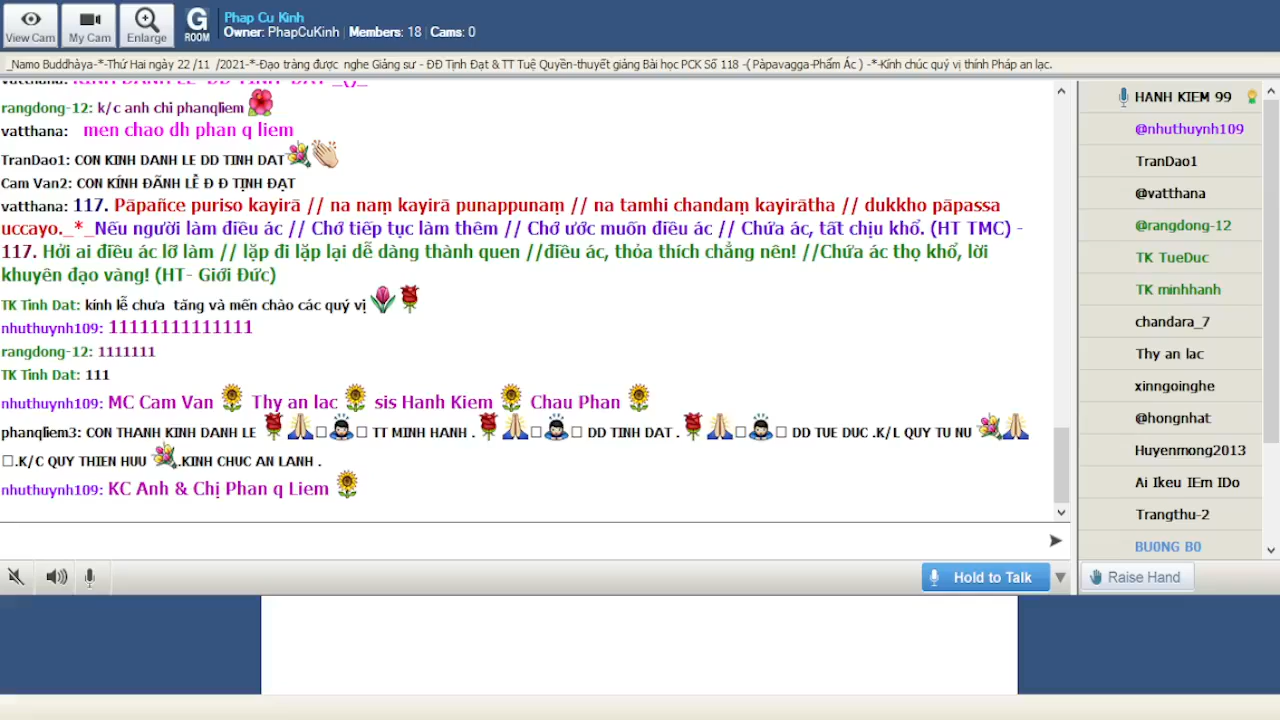 View Cam
My Cam
Enlarge
G
ROOM
Phap Cu Kinh
Owner: PhapCuKinh | Members: 18 | Cams: 0
_Namo Buddhàya-*-Thứ Hai ngày 22 /11 /2021-*-Đạo tràng được nghe Giảng sư - ĐĐ Tịnh Đạt & TT Tuệ Quyền-thuyết giảng Bài học PCK Số 118 -( Pàpavagga-Phẩm Ác ) -*-Kính chúc quý vị thính Pháp an lạc.
rangdong-12: k/c anh chi phanqliem
vatthana: men chao dh phan q liem
TranDao1: CON KINH DANH LE DD TINH DAT
Cam Van2: CON KÍNH ĐÃNH LỄ Đ Đ TỊNH ĐẠT
vatthana: 117. Pāpañce puriso kayirā // na naṃ kayirā punappunaṃ // na tamhi chandaṃ kayirātha // dukkho pāpassa
uccayo._*_Nếu người làm điều ác // Chớ tiếp tục làm thêm // Chớ ước muốn điều ác // Chứa ác, tất chịu khổ. (HT TMC) -
117. Hởi ai điều ác lỡ làm // lặp đi lặp lại dễ dàng thành quen //điều ác, thỏa thích chẳng nên! //Chứa ác thọ khổ, lời
khuyên đạo vàng! (HT- Giới Đức)
TK Tinh Dat: kính lễ chưa tăng và mến chào các quý vị
nhuthuynh109: 11111111111111
rangdong-12: 1111111
TK Tinh Dat: 111
nhuthuynh109: MC Cam Van Thy an lac sis Hanh Kiem Chau Phan
phanqliem3: CON THANH KINH DANH LE TT MINH HANH . DD TINH DAT . DD TUE DUC .K/L QUY TU NU
.K/C QUY THIEN HUU .KINH CHUC AN LANH .
nhuthuynh109: KC Anh & Chị Phan q Liem
Hold to Talk
HANH KIEM 99
@nhuthuynh109
TranDao1
@vatthana
@rangdong-12
TK TueDuc
TK minhhanh
chandara_7
Thy an lac
xinngoinghe
@hongnhat
Huyenmong2013
Ai Ikeu IEm IDo
Trangthu-2
BU0NG B0
Raise Hand